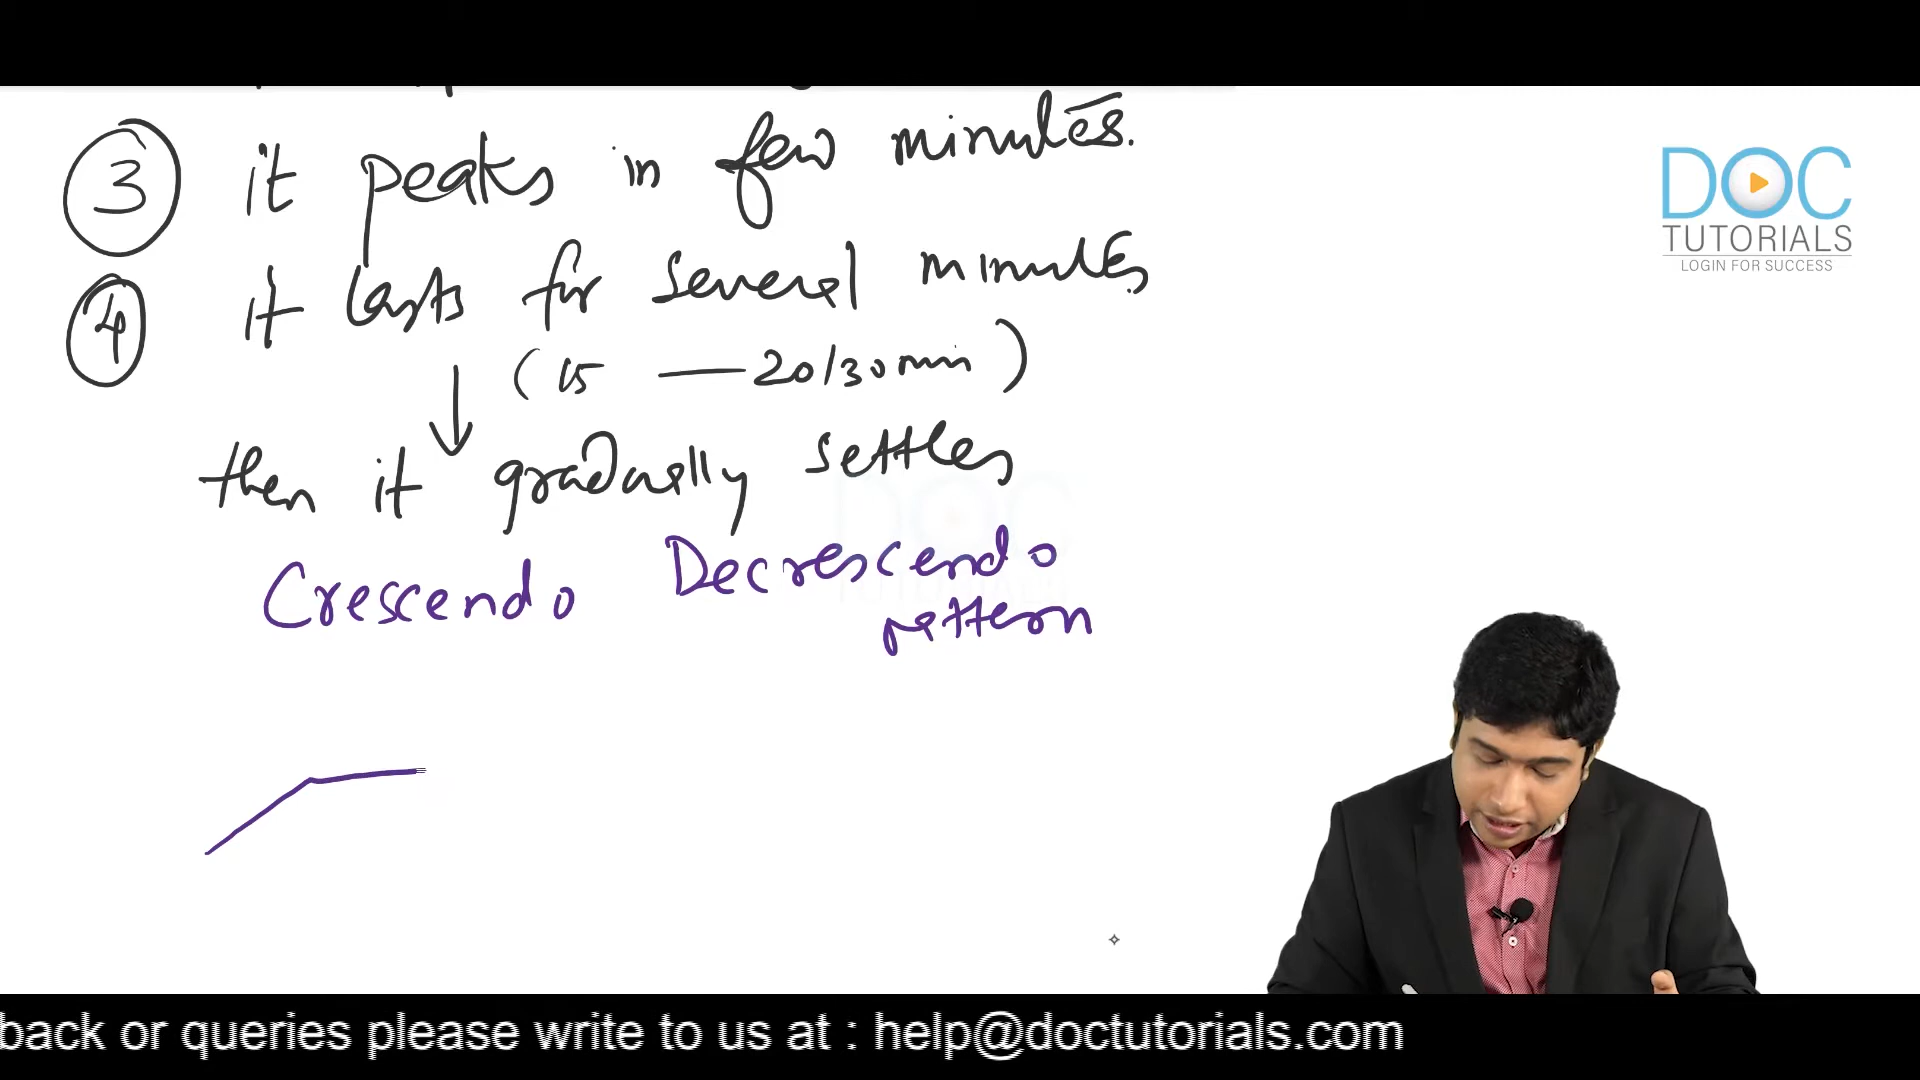 3 it peaks in few minutes.
4 it lasts for several minutes
(15 — 20/30 min)
then it gradually settles
Crescendo Decrescendo
pattern
DOC
TUTORIALS
LOGIN FOR SUCCESS
back or queries please write to us at : help@doctutorials.com